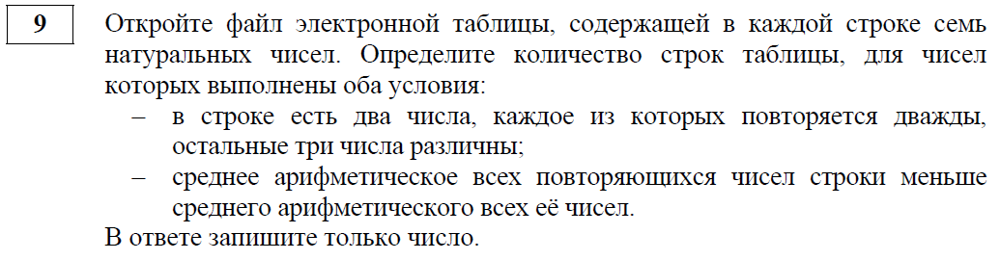 9 Откройте файл электронной таблицы, содержащей в каждой строке семь
натуральных чисел. Определите количество строк таблицы, для чисел
которых выполнены оба условия:
– в строке есть два числа, каждое из которых повторяется дважды,
остальные три числа различны;
– среднее арифметическое всех повторяющихся чисел строки меньше
среднего арифметического всех её чисел.
В ответе запишите только число.